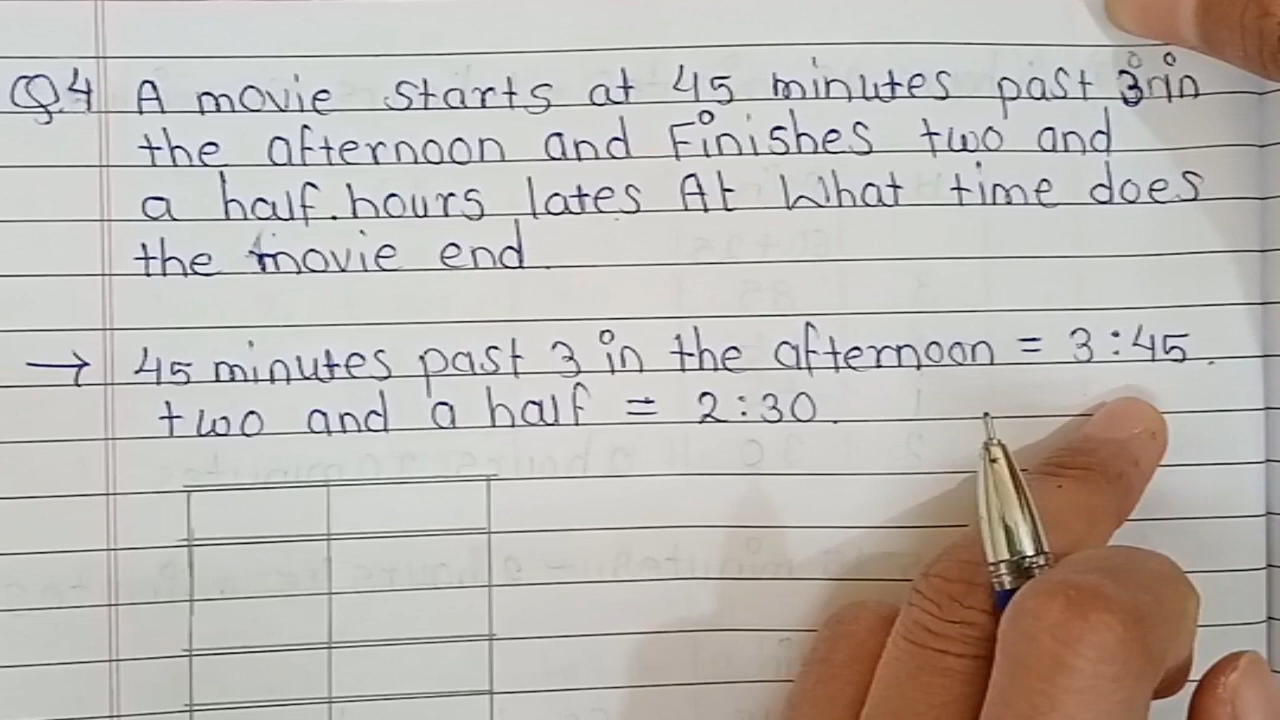 Q.4 A movie starts at 45 minutes past 3 in
the afternoon and Finishes two and
a half.hours lates At What time does
the movie end
→ 45 minutes past 3 in the afternoon = 3:45.
two and a half = 2:30.